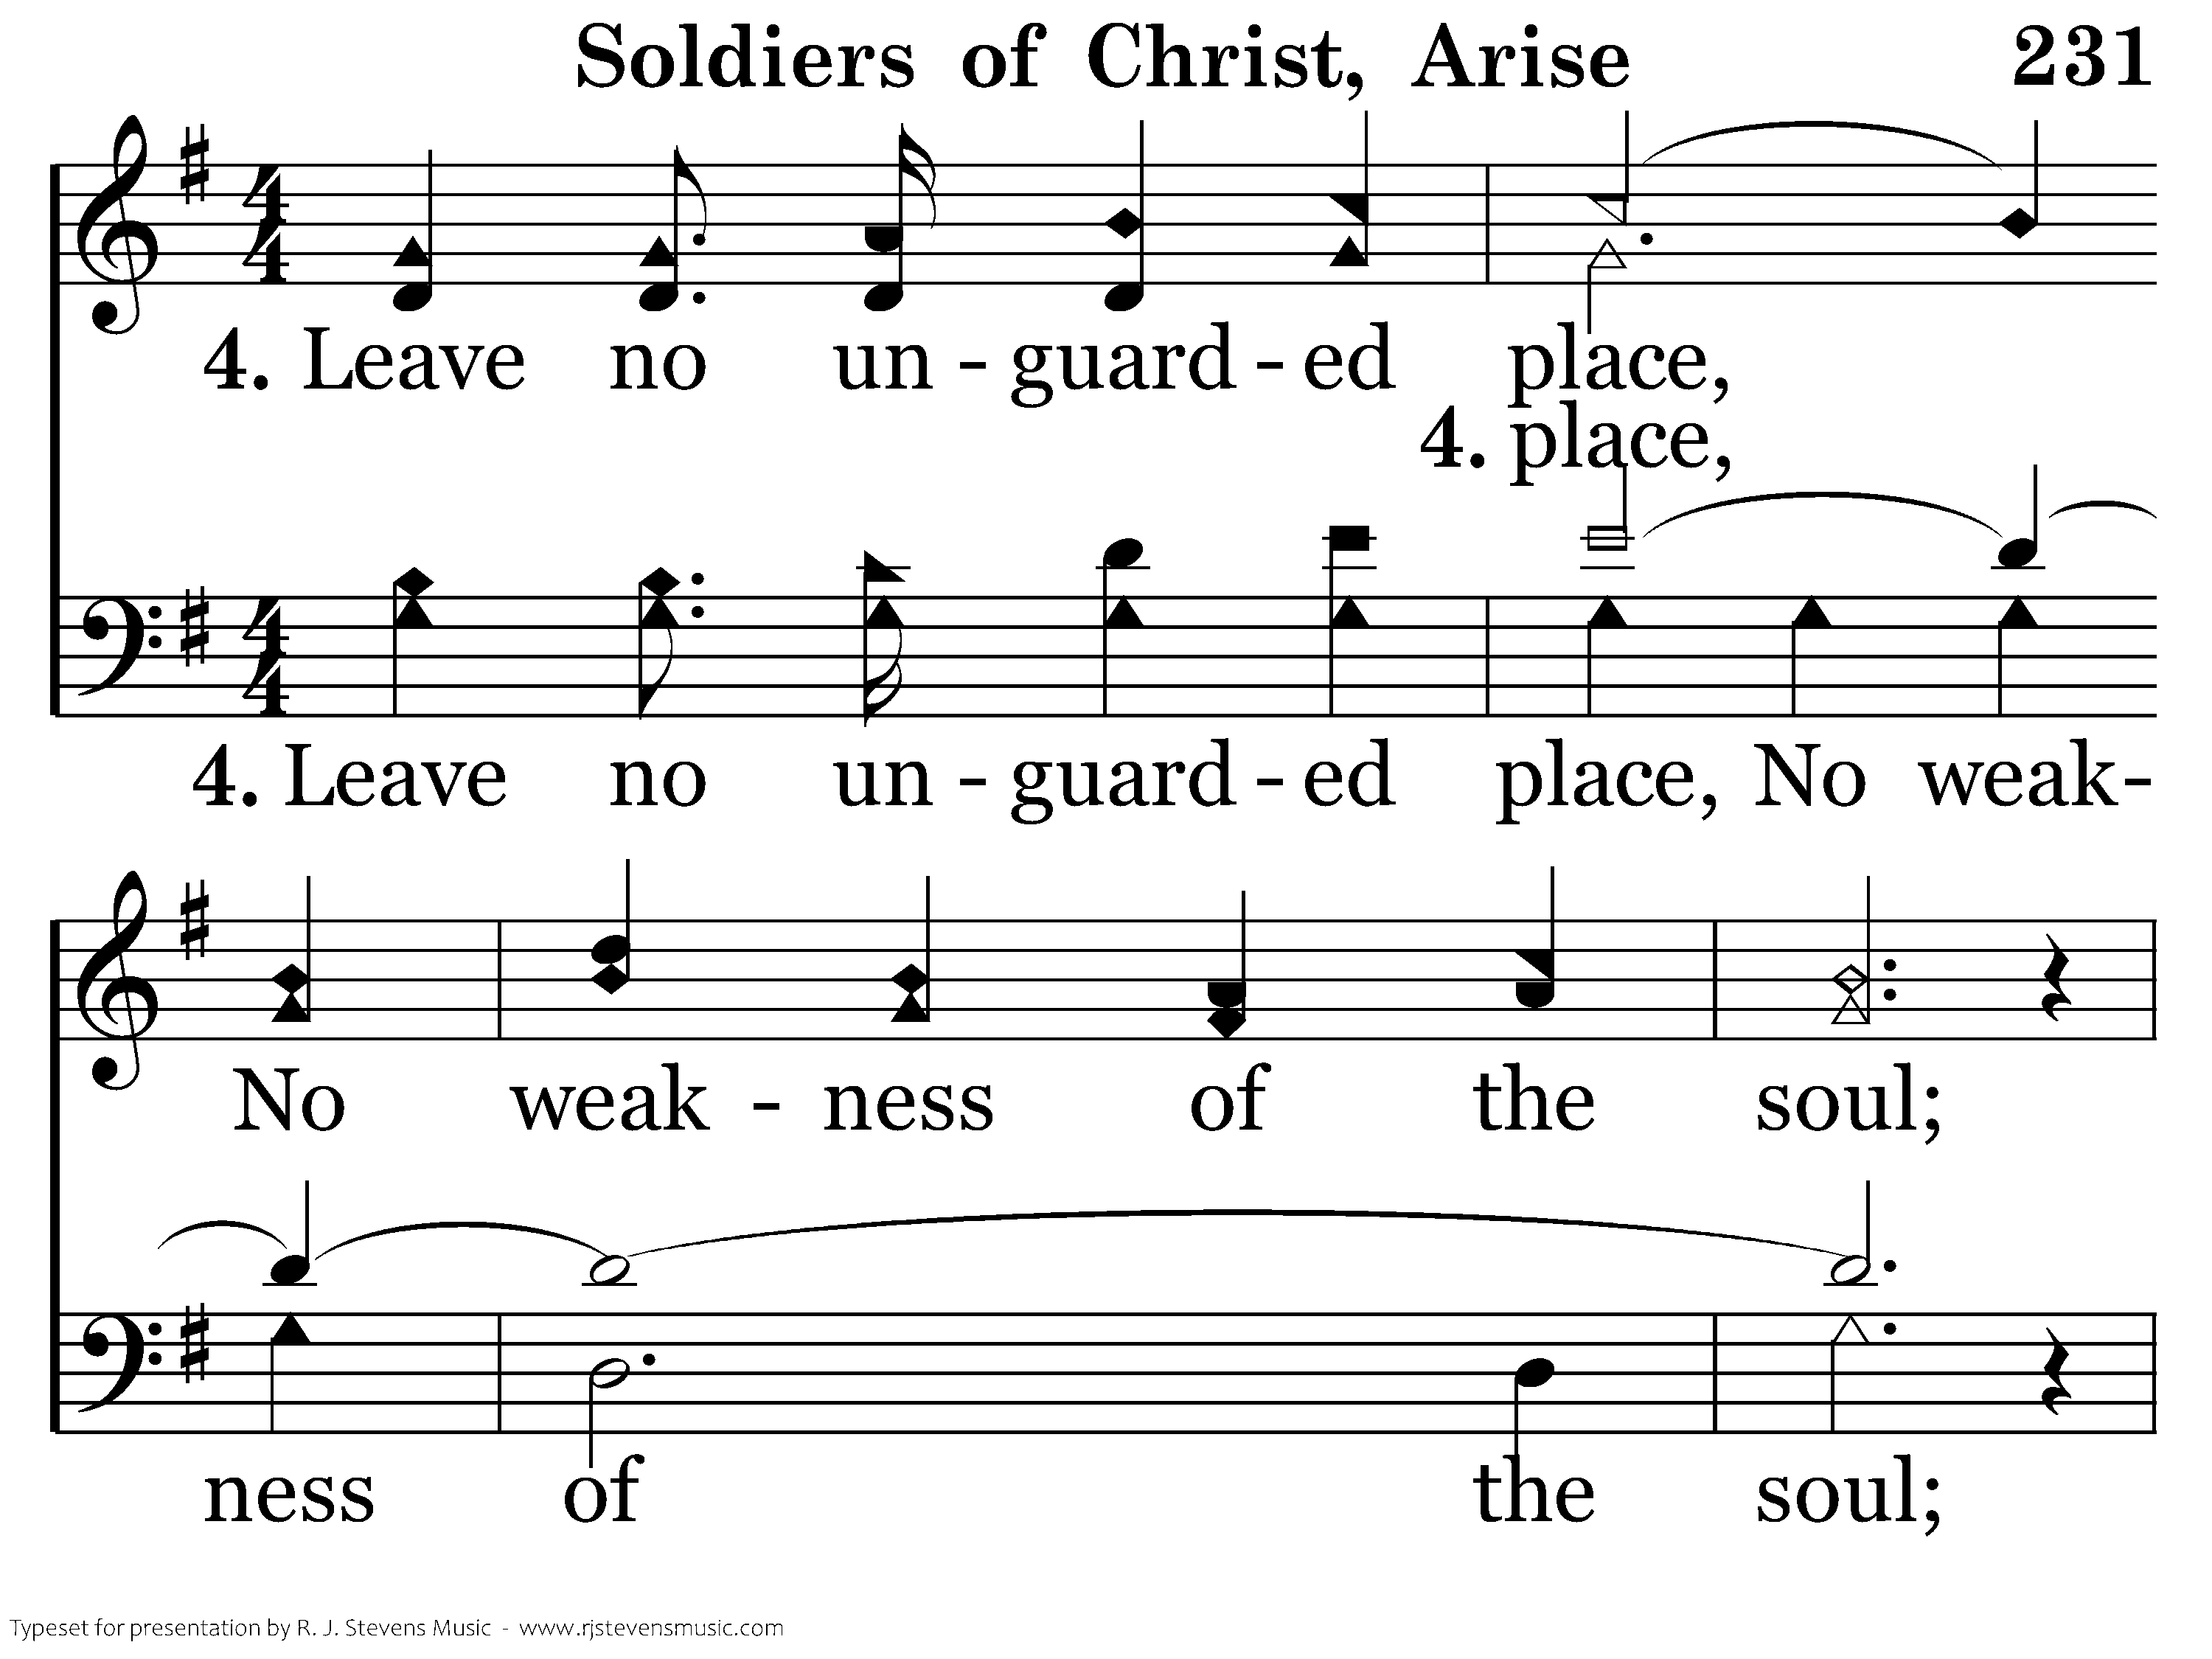 Soldiers of Christ, Arise 231
4. Leave no un - guard - ed place,
4. place,
4. Leave no un - guard - ed place, No weak-
No weak - ness of the soul;
ness of the soul;
Typeset for presentation by R. J. Stevens Music - www.rjstevensmusic.com